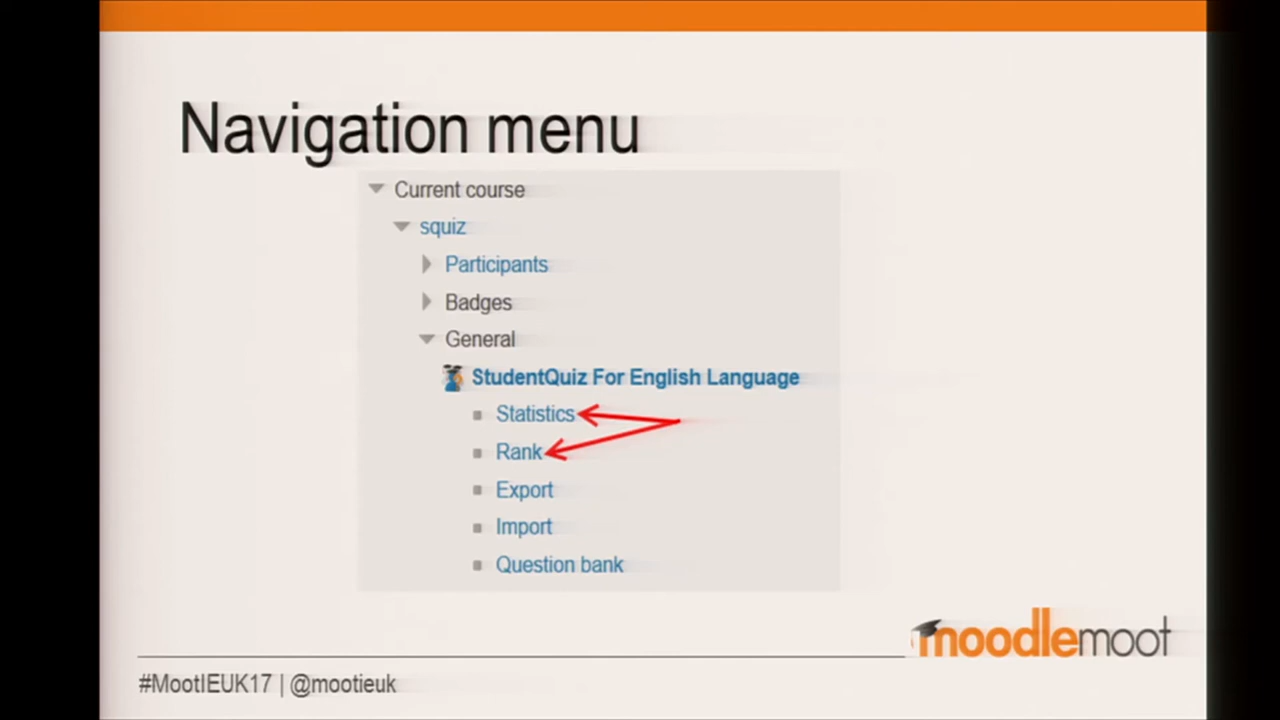 Navigation menu
Current course
squiz
Participants
Badges
General
StudentQuiz For English Language
Statistics
Rank
Export
Import
Question bank
moodlemoot
#MootIEUK17 | @mootieuk